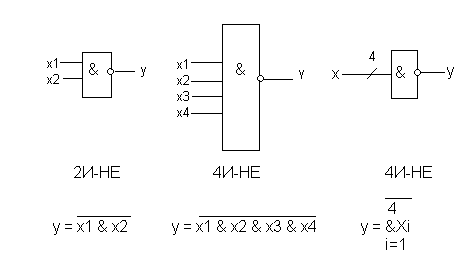 x1
x2
&
y
x1
x2
x3
x4
&
Y
x
4
&
y
2И-НЕ
4И-НЕ
4И-НЕ
y = x1 & x2
y = x1 & x2 & x3 & x4
4
y = &Xi
i=1